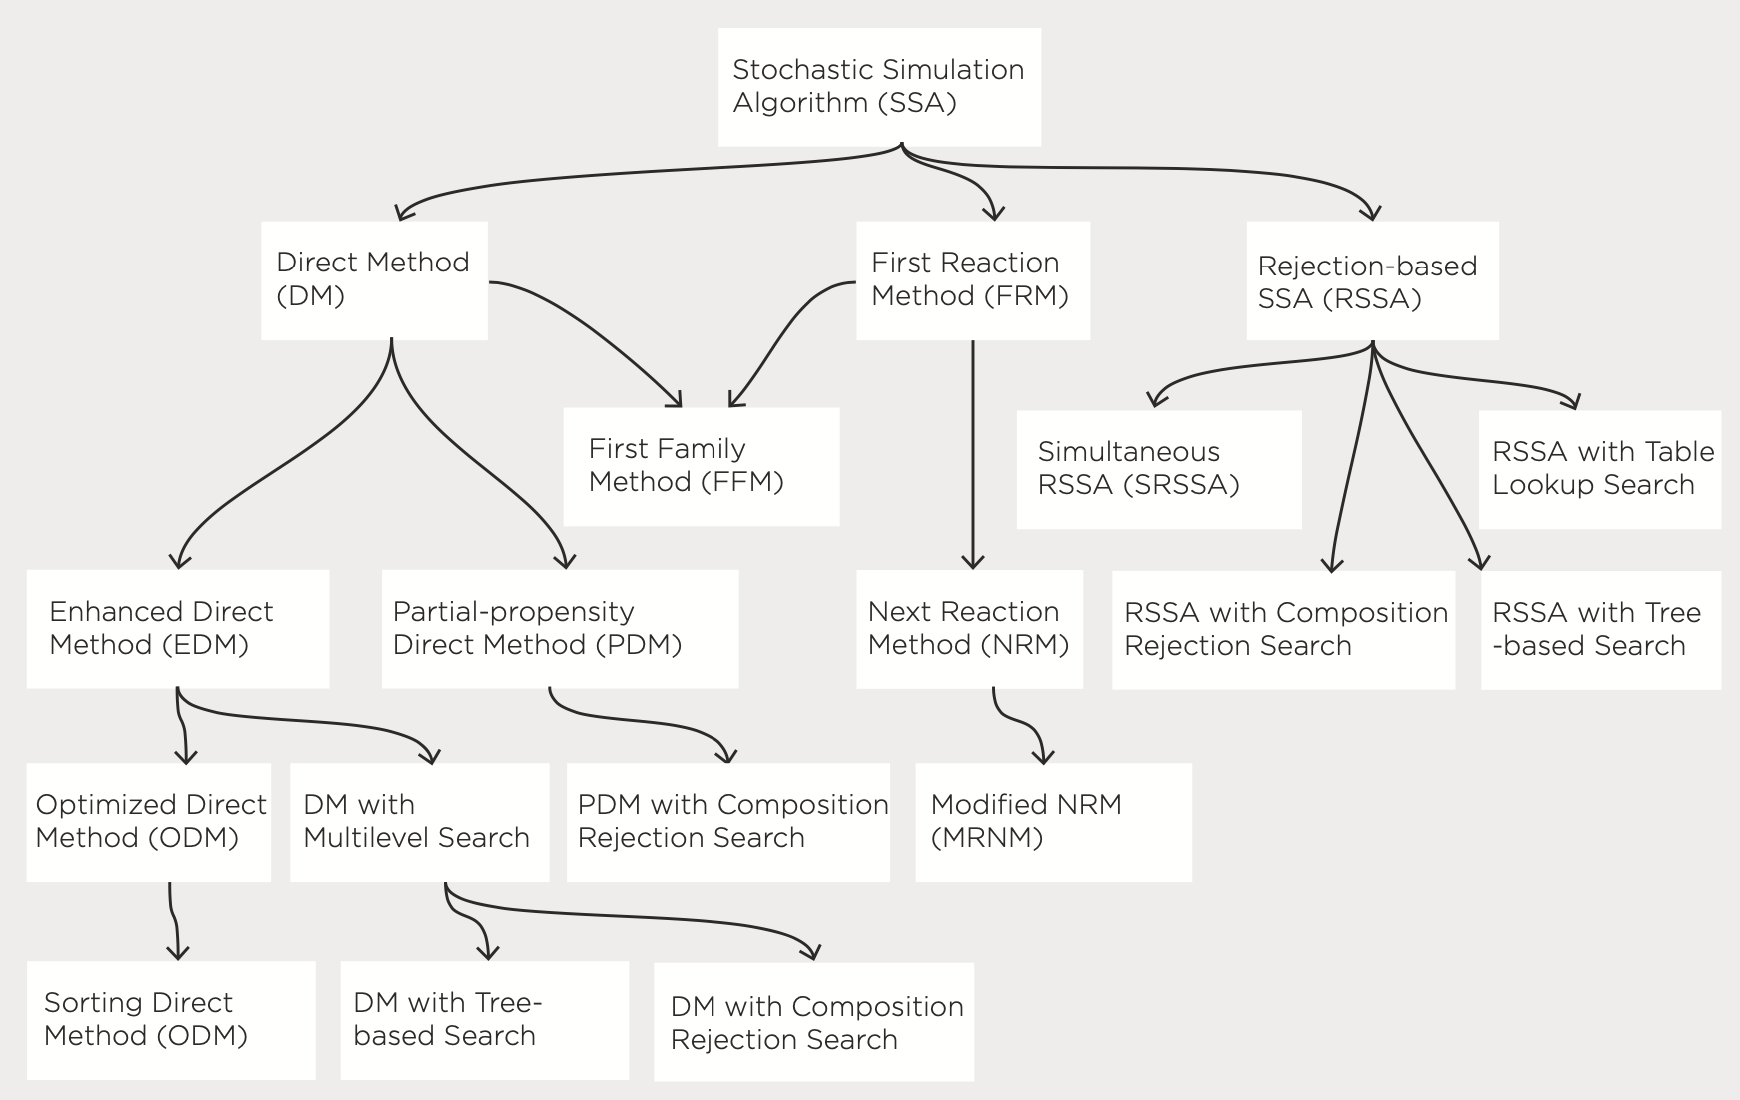 Stochastic Simulation
Algorithm (SSA)
Direct Method
(DM)
First Reaction
Method (FRM)
Rejection-based
SSA (RSSA)
First Family
Method (FFM)
Simultaneous
RSSA (SRSSA)
RSSA with Table
Lookup Search
Enhanced Direct
Method (EDM)
Partial-propensity
Direct Method (PDM)
Next Reaction
Method (NRM)
RSSA with Composition
Rejection Search
RSSA with Tree
-based Search
Optimized Direct
Method (ODM)
DM with
Multilevel Search
PDM with Composition
Rejection Search
Modified NRM
(MRNM)
Sorting Direct
Method (ODM)
DM with Tree-
based Search
DM with Composition
Rejection Search